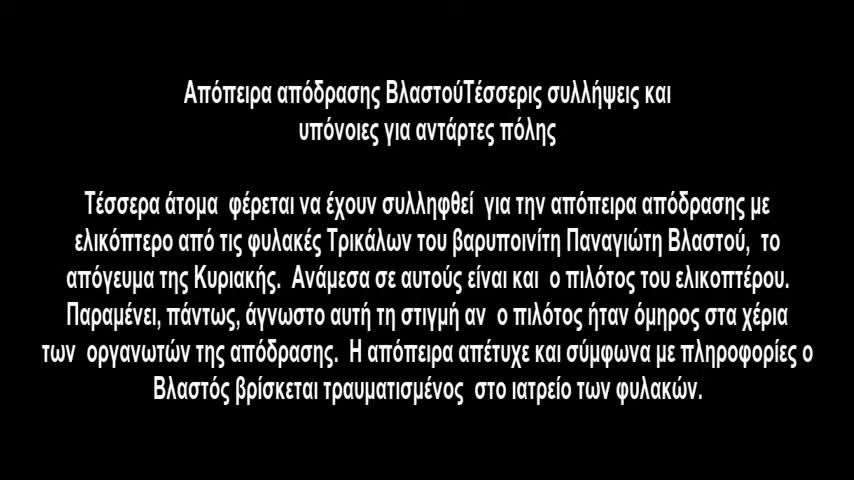 Απόπειρα απόδρασης ΒλαστούΤέσσερις συλλήψεις και
υπόνοιες για αντάρτες πόλης
Τέσσερα άτομα φέρεται να έχουν συλληφθεί για την απόπειρα απόδρασης με
ελικόπτερο από τις φυλακές Τρικάλων του βαρυποινίτη Παναγιώτη Βλαστού, το
απόγευμα της Κυριακής. Ανάμεσα σε αυτούς είναι και ο πιλότος του ελικοπτέρου.
Παραμένει, πάντως, άγνωστο αυτή τη στιγμή αν ο πιλότος ήταν όμηρος στα χέρια
των οργανωτών της απόδρασης. Η απόπειρα απέτυχε και σύμφωνα με πληροφορίες ο
Βλαστός βρίσκεται τραυματισμένος στο ιατρείο των φυλακών.